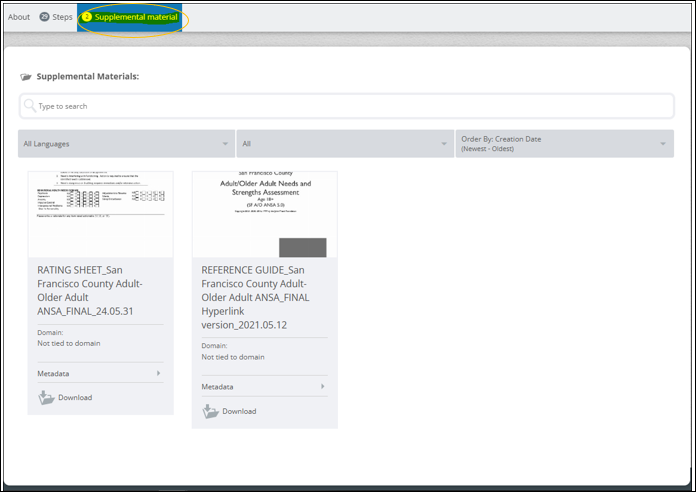 About
29 Steps
2 Supplemental material
Supplemental Materials:
Type to search
All Languages
All
Order By: Creation Date
(Newest - Oldest)
San Francisco County
Adult/Older Adult Needs and
Strengths Assessment
Age 18+
(SF A/O ANSA 3.0)
RATING SHEET_San
Francisco County Adult-
Older Adult
ANSA_FINAL_24.05.31
Domain:
Not tied to domain
Metadata
Download
REFERENCE GUIDE_San
Francisco County Adult-
Older Adult ANSA_FINAL
Hyperlink
version_2021.05.12
Domain:
Not tied to domain
Metadata
Download